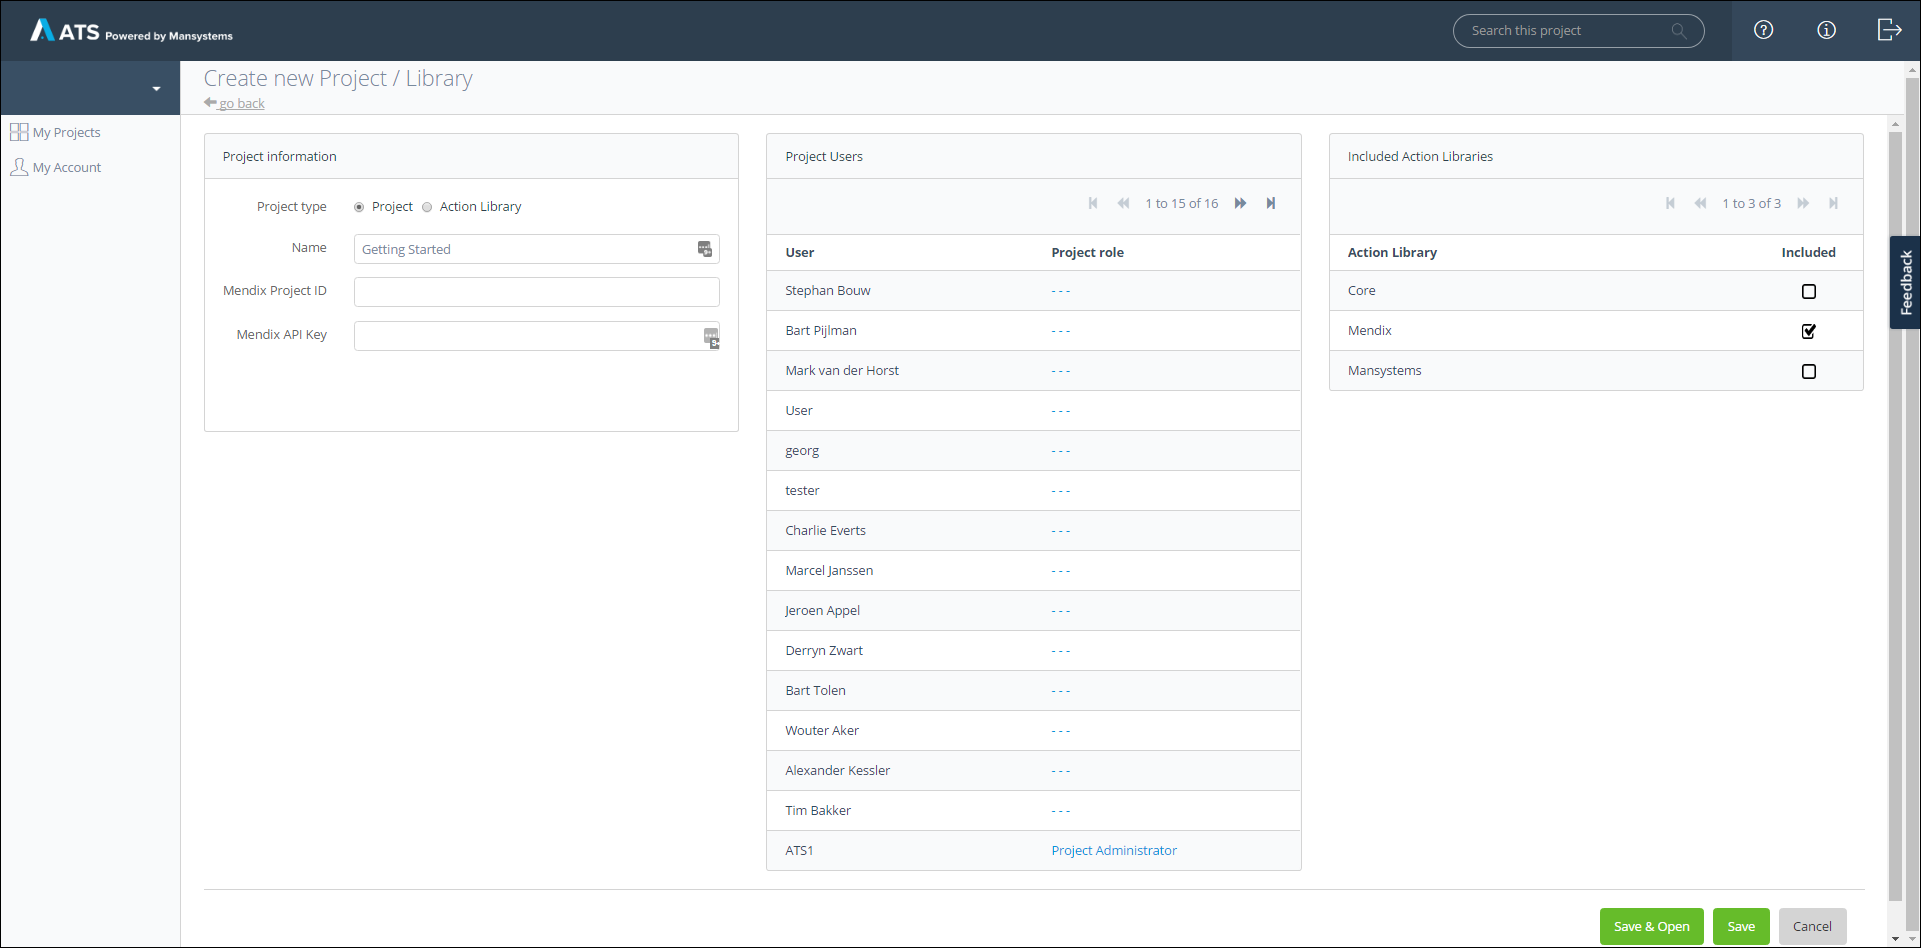 ATS Powered by Mansystems
Search this project
Create new Project / Library
go back
My Projects
My Account
Project information
Project type Project Action Library
Name Getting Started
Mendix Project ID
Mendix API Key
Project Users
1 to 15 of 16
User Project role
Stephan Bouw - - -
Bart Pijlman - - -
Mark van der Horst - - -
User - - -
georg - - -
tester - - -
Charlie Everts - - -
Marcel Janssen - - -
Jeroen Appel - - -
Derryn Zwart - - -
Bart Tolen - - -
Wouter Aker - - -
Alexander Kessler - - -
Tim Bakker - - -
ATS1 Project Administrator
Included Action Libraries
1 to 3 of 3
Action Library Included
Core
Mendix
Mansystems
Feedback
Save & Open Save Cancel